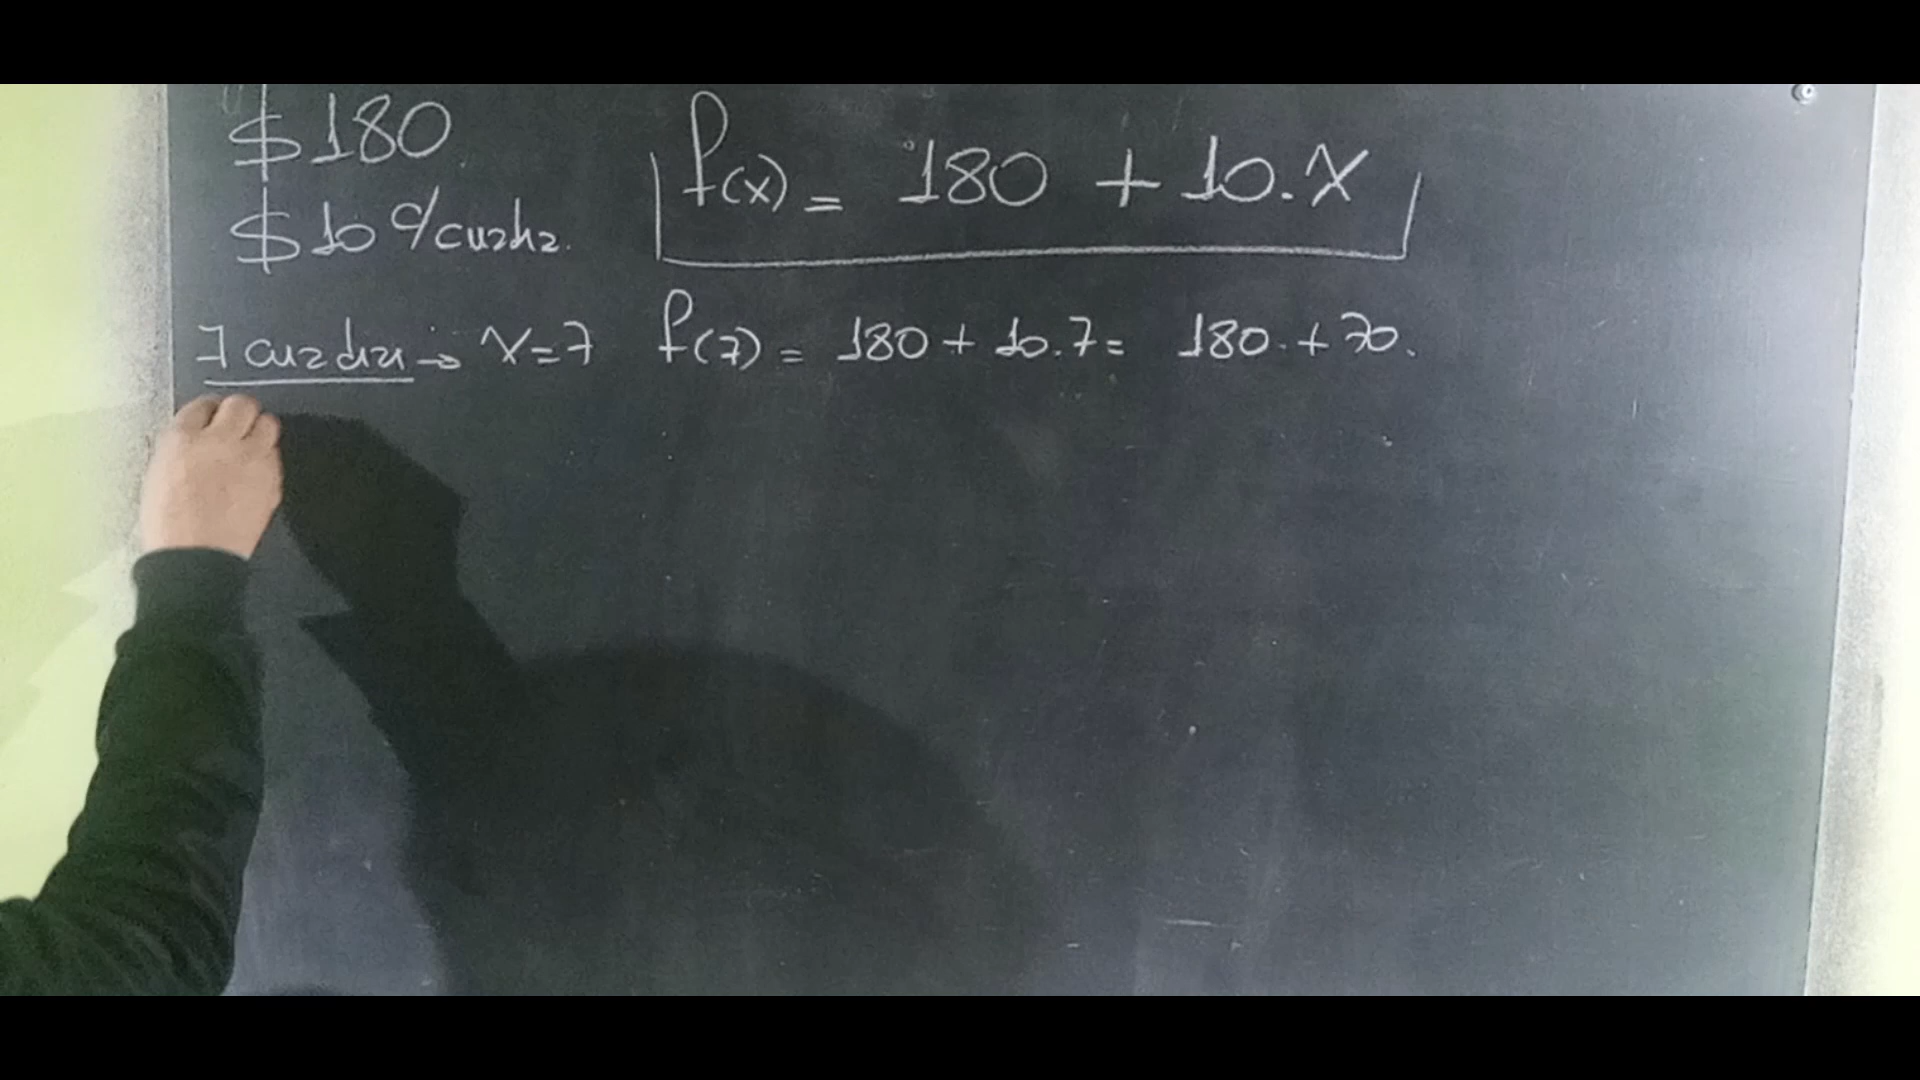 $180
$10 c/cuadra.
f(x) = 180 + 10.x
7 cuadras → x=7 f(7) = 180 + 10.7 = 180 + 70.